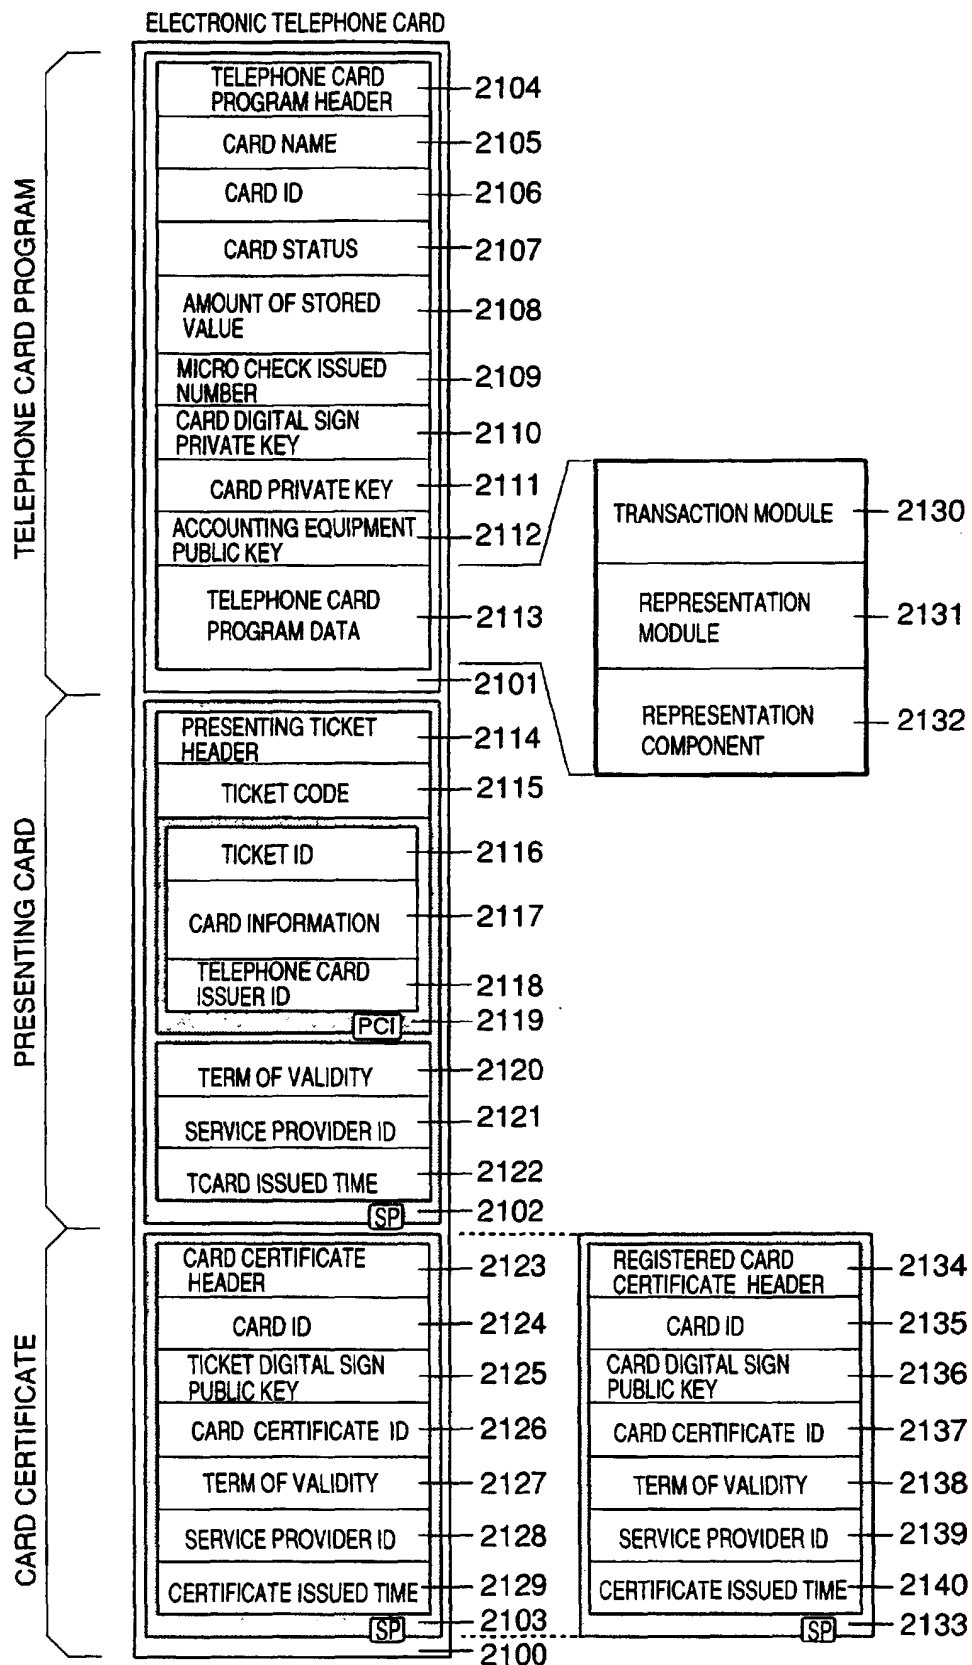 ELECTRONIC TELEPHONE CARD
TELEPHONE CARD PROGRAM
TELEPHONE CARD
PROGRAM HEADER
2104
CARD NAME
2105
CARD ID
2106
CARD STATUS
2107
AMOUNT OF STORED
VALUE
2108
MICRO CHECK ISSUED
NUMBER
2109
CARD DIGITAL SIGN
PRIVATE KEY
2110
CARD PRIVATE KEY
2111
ACCOUNTING EQUIPMENT
PUBLIC KEY
2112
TELEPHONE CARD
PROGRAM DATA
2113
2101
TRANSACTION MODULE
2130
REPRESENTATION
MODULE
2131
REPRESENTATION
COMPONENT
2132
PRESENTING CARD
PRESENTING TICKET
HEADER
2114
TICKET CODE
2115
TICKET ID
2116
CARD INFORMATION
2117
TELEPHONE CARD
ISSUER ID
2118
PCI
2119
TERM OF VALIDITY
2120
SERVICE PROVIDER ID
2121
TCARD ISSUED TIME
2122
SP
2102
CARD CERTIFICATE
CARD CERTIFICATE
HEADER
2123
CARD ID
2124
TICKET DIGITAL SIGN
PUBLIC KEY
2125
CARD CERTIFICATE ID
2126
TERM OF VALIDITY
2127
SERVICE PROVIDER ID
2128
CERTIFICATE ISSUED TIME
2129
SP
2103
2100
REGISTERED CARD
CERTIFICATE HEADER
2134
CARD ID
2135
CARD DIGITAL SIGN
PUBLIC KEY
2136
CARD CERTIFICATE ID
2137
TERM OF VALIDITY
2138
SERVICE PROVIDER ID
2139
CERTIFICATE ISSUED TIME
2140
SP
2133